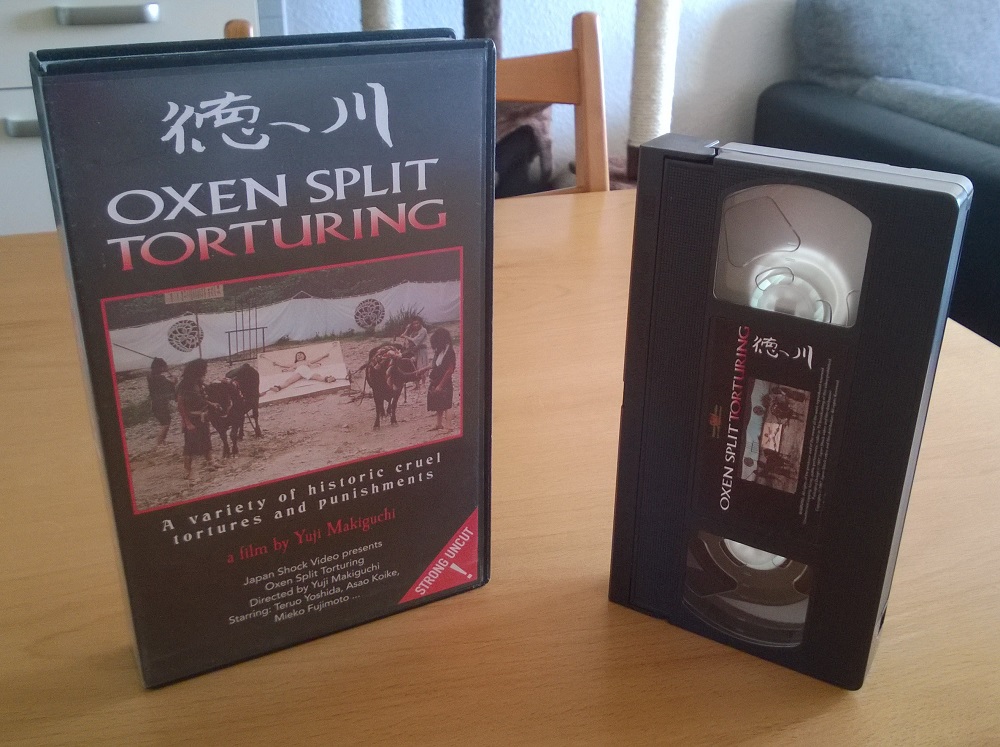 徳川
OXEN SPLIT
TORTURING
A variety of historic cruel
tortures and punishments
a film by Yuji Makiguchi
Japan Shock Video presents
Oxen Split Torturing
Directed by Yuji Makiguchi
Starring: Teruo Yoshida, Asao Koike,
Mieko Fujimoto ...
STRONG UNCUT
!
OXEN SPLIT TORTURING
徳川